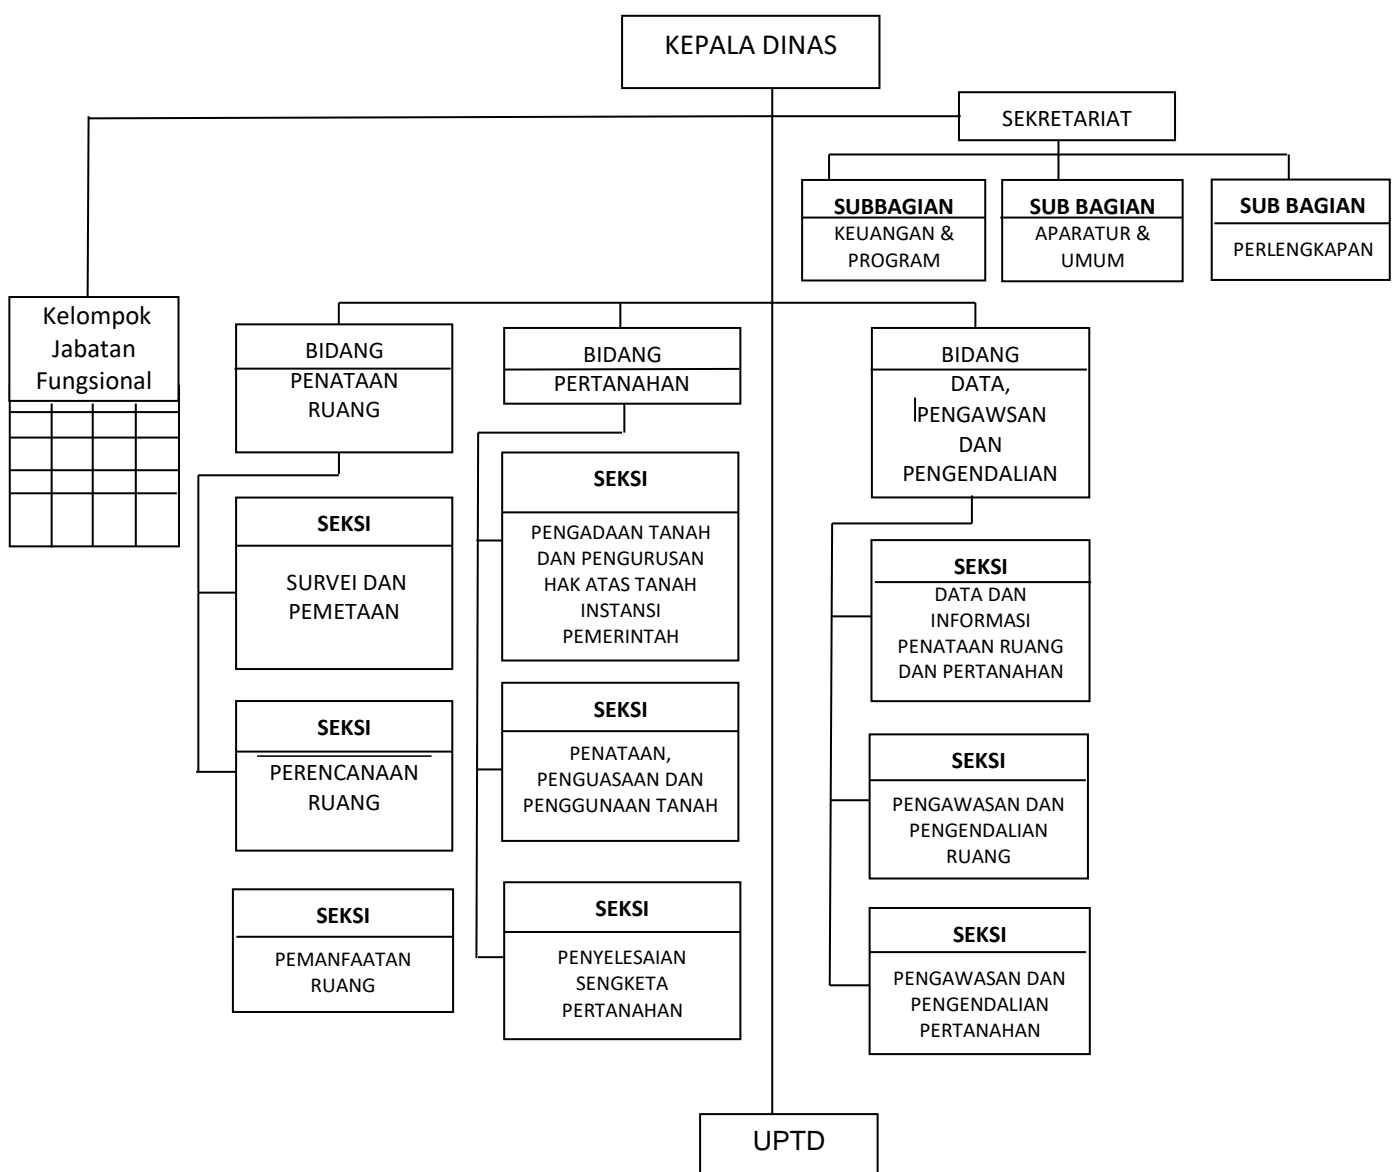 KEPALA DINAS
SEKRETARIAT
SUBBAGIAN
KEUANGAN &
PROGRAM
SUB BAGIAN
APARATUR &
UMUM
SUB BAGIAN
PERLENGKAPAN
Kelompok
Jabatan
Fungsional
BIDANG
PENATAAN
RUANG
BIDANG
PERTANAHAN
BIDANG
DATA,
PENGAWSAN
DAN
PENGENDALIAN
SEKSI
SURVEI DAN
PEMETAAN
SEKSI
PERENCANAAN
RUANG
SEKSI
PEMANFAATAN
RUANG
SEKSI
PENGADAAN TANAH
DAN PENGURUSAN
HAK ATAS TANAH
INSTANSI
PEMERINTAH
SEKSI
PENATAAN,
PENGUASAAN DAN
PENGGUNAAN TANAH
SEKSI
PENYELESAIAN
SENGKETA
PERTANAHAN
SEKSI
DATA DAN
INFORMASI
PENATAAN RUANG
DAN PERTANAHAN
SEKSI
PENGAWASAN DAN
PENGENDALIAN
RUANG
SEKSI
PENGAWASAN DAN
PENGENDALIAN
PERTANAHAN
UPTD